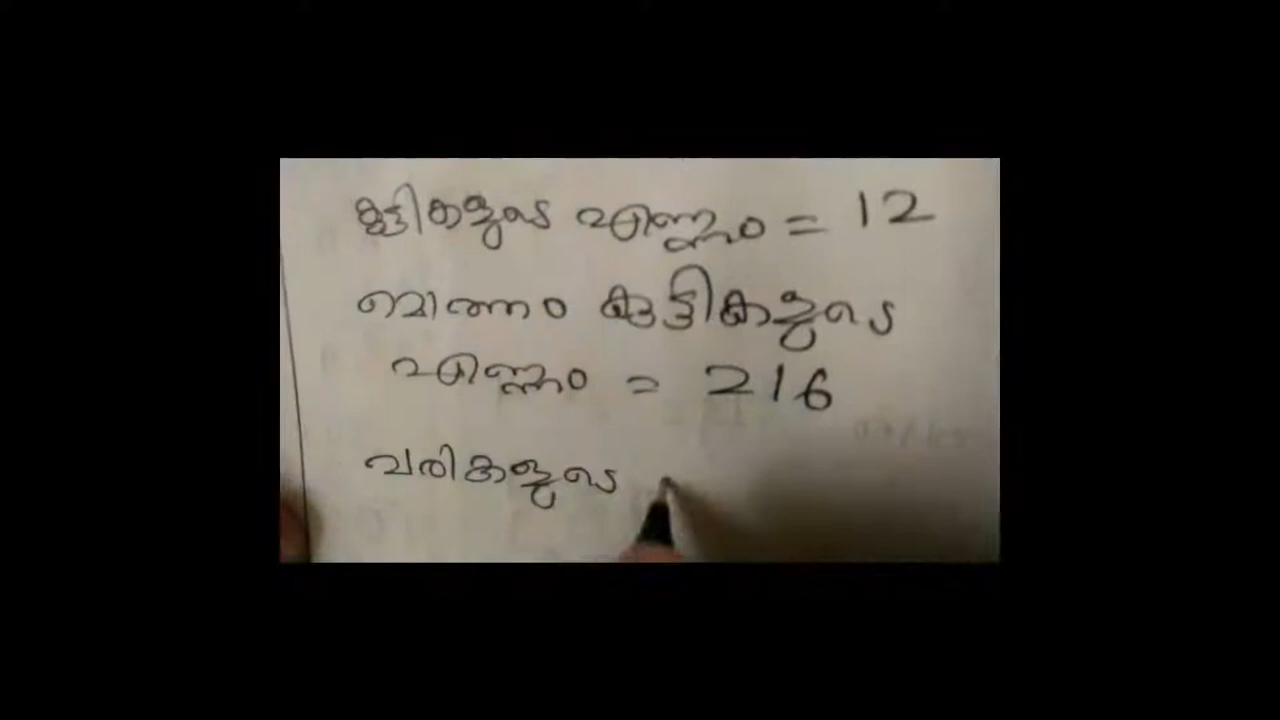 കുട്ടികളുടെ എണ്ണം = 12
മൊത്തം കുട്ടികളുടെ
എണ്ണം = 216
വരികളുടെ